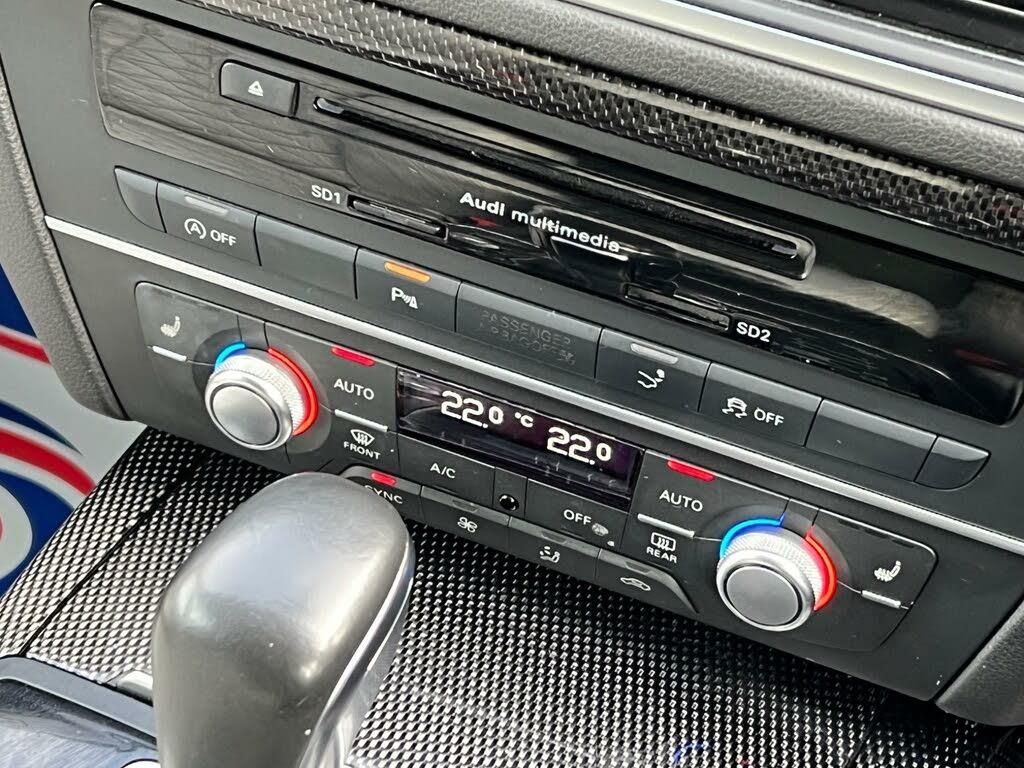 SD1
Audi multimedia
SD2
A OFF
P
PASSENGER
AIRBAG OFF
OFF
AUTO
22.0 °C 22.0
AUTO
FRONT
A/C
SYNC
OFF
REAR